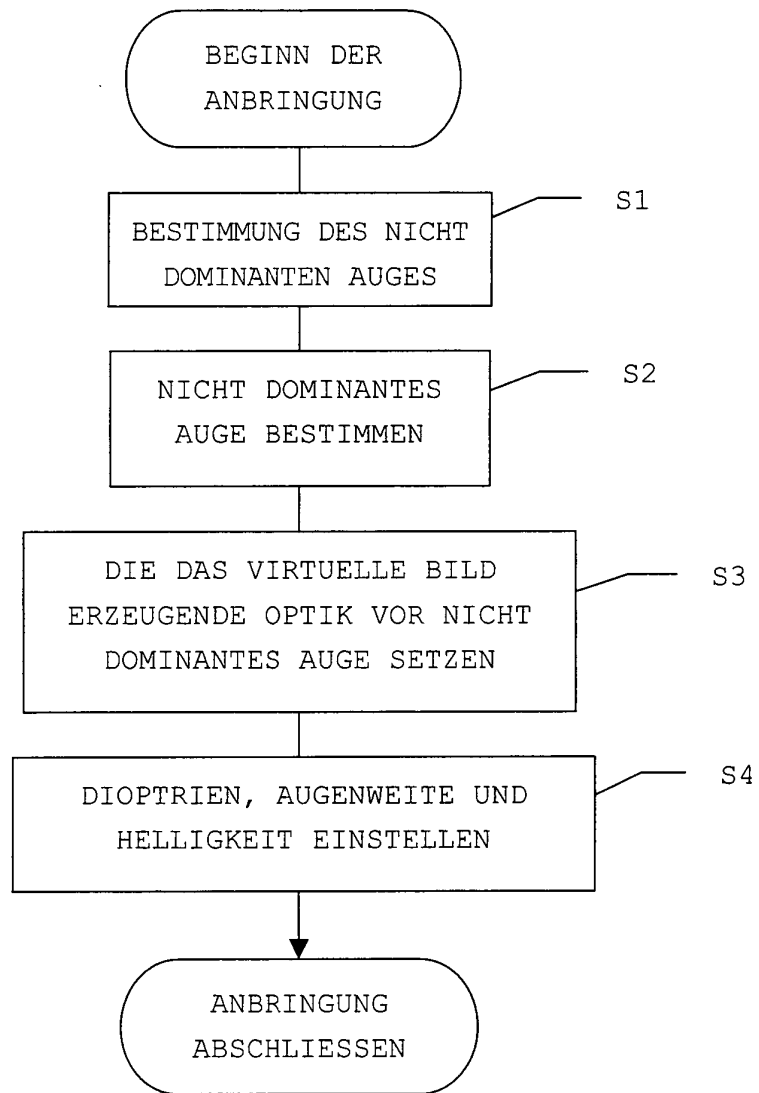 BEGINN DER
ANBRINGUNG
S1
BESTIMMUNG DES NICHT
DOMINANTEN AUGES
S2
NICHT DOMINANTES
AUGE BESTIMMEN
S3
DIE DAS VIRTUELLE BILD
ERZEUGENDE OPTIK VOR NICHT
DOMINANTES AUGE SETZEN
S4
DIOPTRIEN, AUGENWEITE UND
HELLIGKEIT EINSTELLEN
ANBRINGUNG
ABSCHLIESSEN